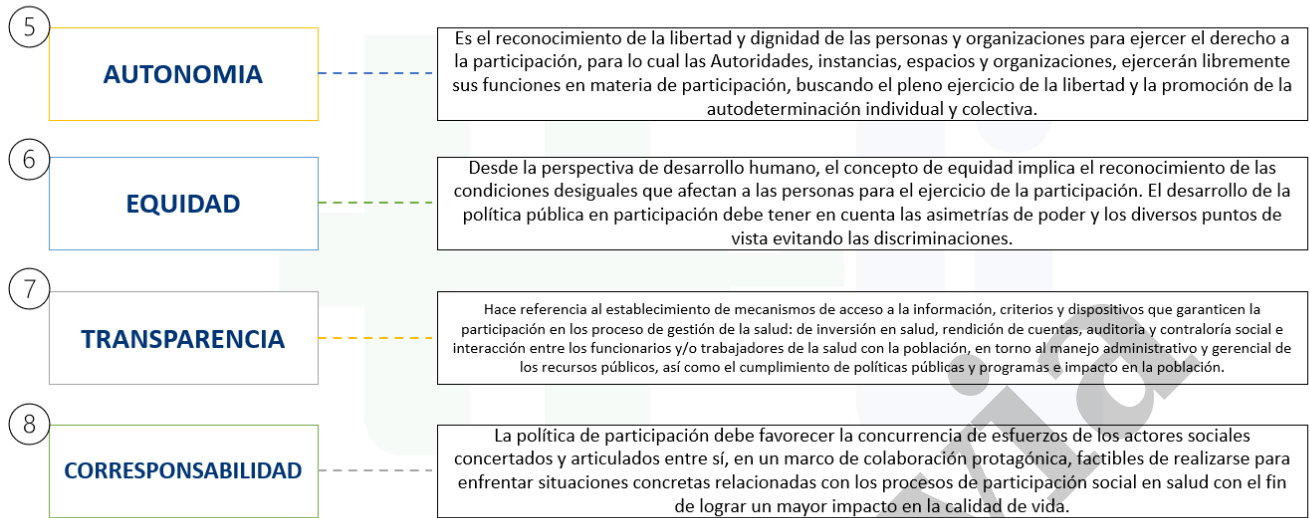 5
AUTONOMIA
Es el reconocimiento de la libertad y dignidad de las personas y organizaciones para ejercer el derecho a
la participación, para lo cual las Autoridades, instancias, espacios y organizaciones, ejercerán libremente
sus funciones en materia de participación, buscando el pleno ejercicio de la libertad y la promoción de la
autodeterminación individual y colectiva.
6
EQUIDAD
Desde la perspectiva de desarrollo humano, el concepto de equidad implica el reconocimiento de las
condiciones desiguales que afectan a las personas para el ejercicio de la participación. El desarrollo de la
política pública en participación debe tener en cuenta las asimetrías de poder y los diversos puntos de
vista evitando las discriminaciones.
7
TRANSPARENCIA
Hace referencia al establecimiento de mecanismos de acceso a la información, criterios y dispositivos que garanticen la
participación en los proceso de gestión de la salud: de inversión en salud, rendición de cuentas, auditoria y contraloría social e
interacción entre los funcionarios y/o trabajadores de la salud con la población, en torno al manejo administrativo y gerencial de
los recursos públicos, así como el cumplimiento de políticas públicas y programas e impacto en la población.
8
CORRESPONSABILIDAD
La política de participación debe favorecer la concurrencia de esfuerzos de los actores sociales
concertados y articulados entre sí, en un marco de colaboración protagónica, factibles de realizarse para
enfrentar situaciones concretas relacionadas con los procesos de participación social en salud con el fin
de lograr un mayor impacto en la calidad de vida.
via